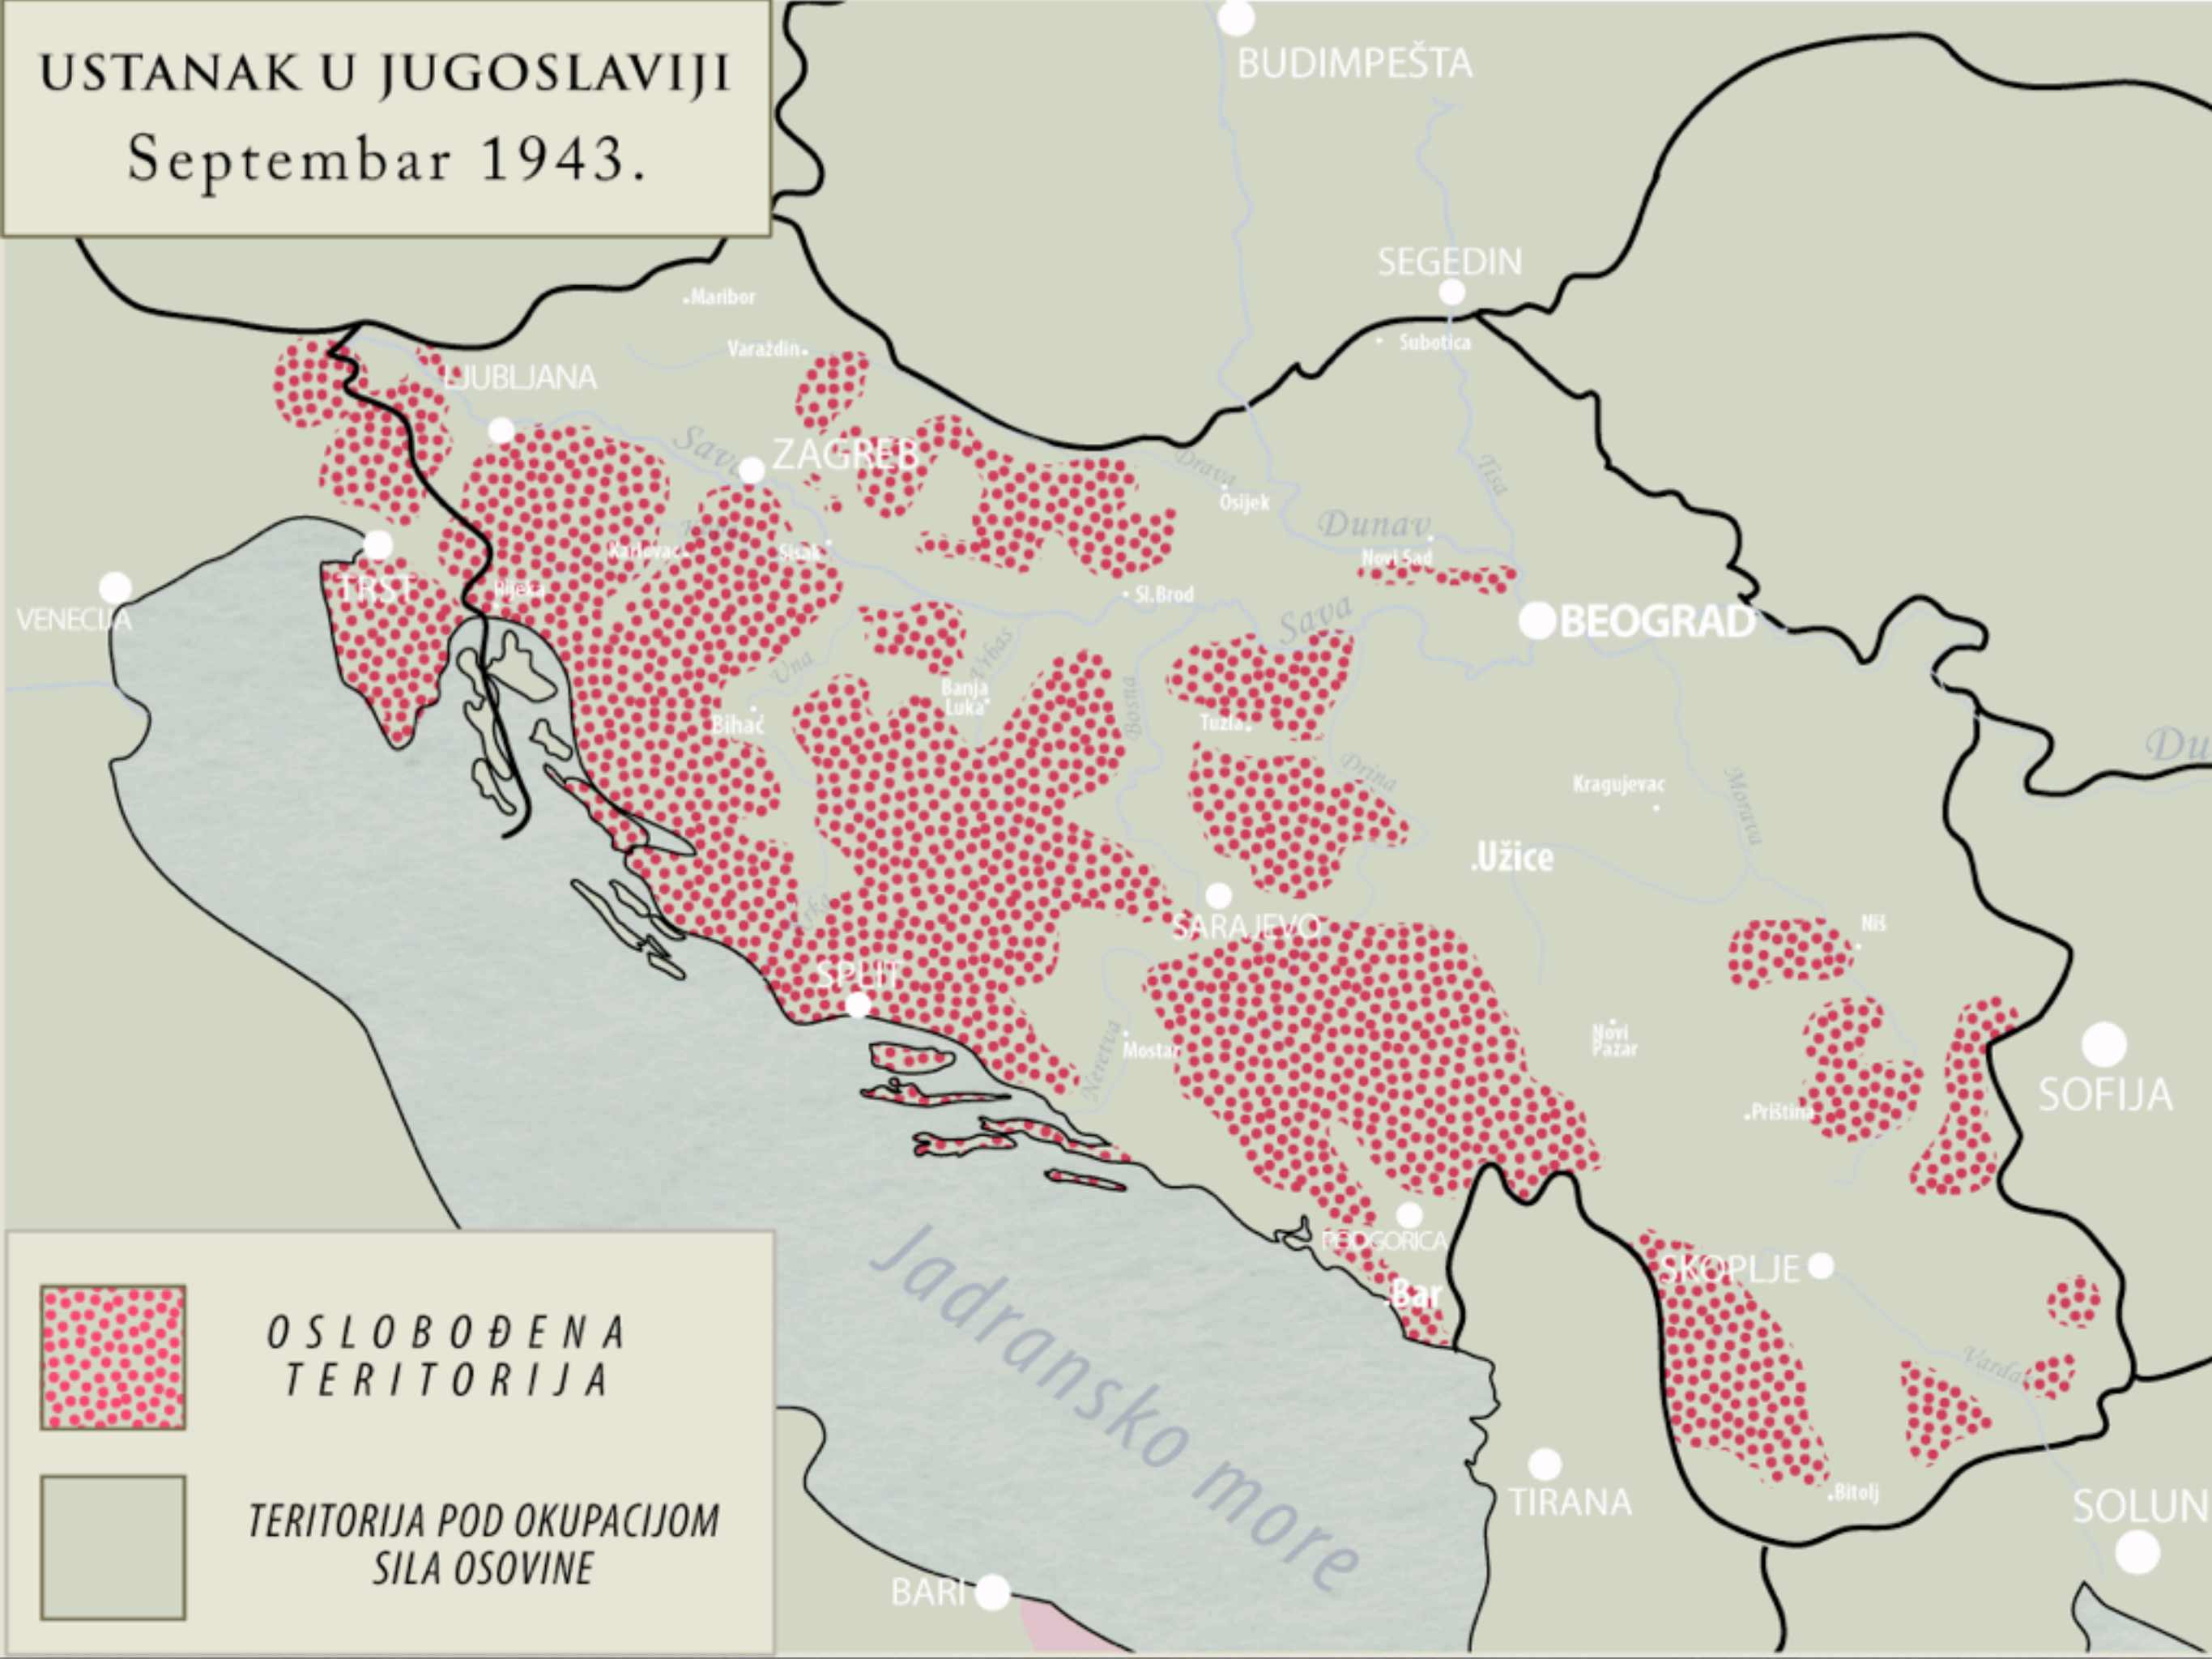 USTANAK U JUGOSLAVIJI
Septembar 1943.
BUDIMPEŠTA
SEGEDIN
.Maribor
Subotica
Varaždin.
LJUBLJANA
Sava
ZAGREB
Drava
Tisa
Osijek
Dunav
Karlovac
Sisak
Novi Sad
TRST
Rijeka
Sl.Brod
VENECIJA
Sava
BEOGRAD
Una
Vrbas
Banja
Luka
Bosna
Bihać
Tuzla.
Du
Drina
Kragujevac
Morava
.Užice
Krka
SARAJEVO
Niš
SPLIT
Novi
Pazar
Mostar
Neretva
SOFIJA
.Priština
PODGORICA
SKOPLJE
.Bar
Jadransko more
Vardar
OSLOBOĐENA
TERITORIJA
TIRANA
.Bitolj
SOLUN
TERITORIJA POD OKUPACIJOM
SILA OSOVINE
BARI